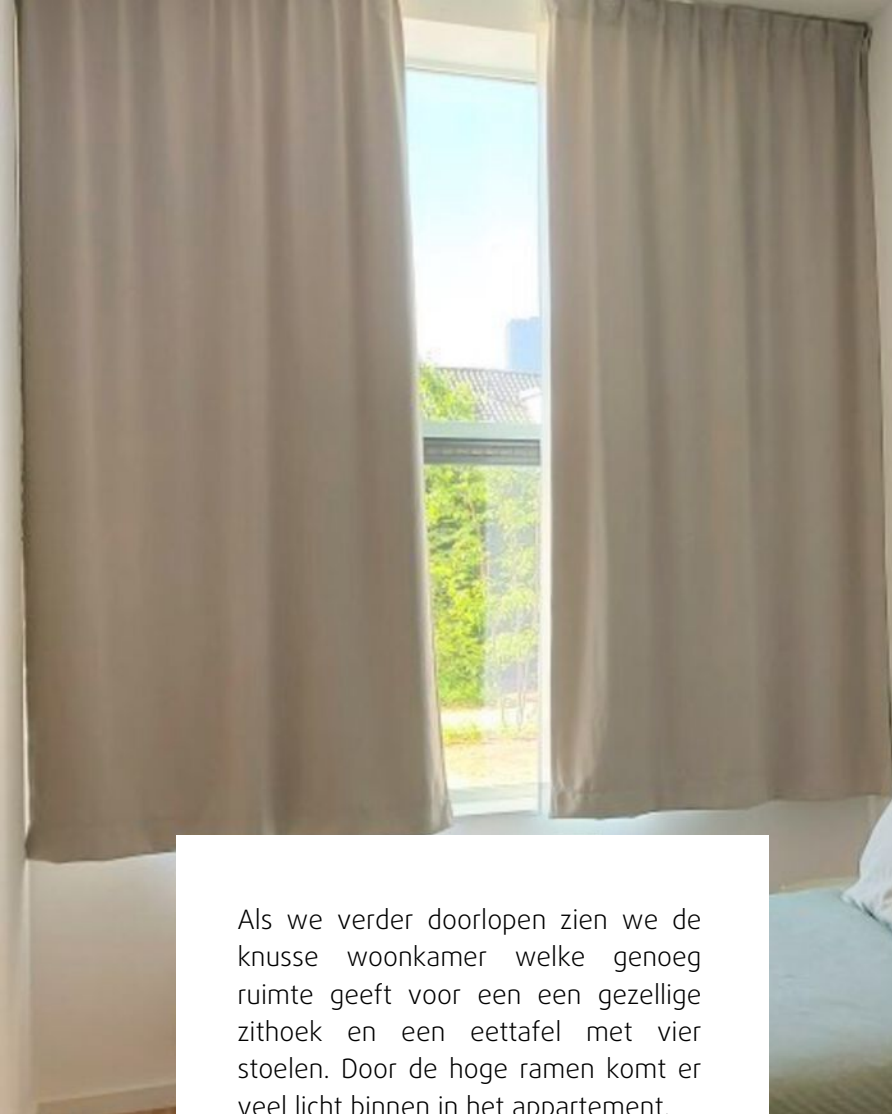 Als we verder doorlopen zien we de
knusse woonkamer welke genoeg
ruimte geeft voor een een gezellige
zithoek en een eettafel met vier
stoelen. Door de hoge ramen komt er
veel licht binnen in het appartement.